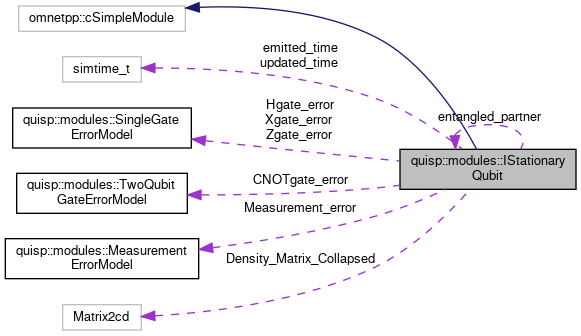 omnetpp::cSimpleModule
emitted_time
updated_time
simtime_t
Hgate_error
Xgate_error
Zgate_error
quisp::modules::SingleGate
ErrorModel
entangled_partner
quisp::modules::IStationary
Qubit
CNOTgate_error
quisp::modules::TwoQubit
GateErrorModel
Measurement_error
quisp::modules::Measurement
ErrorModel
Density_Matrix_Collapsed
Matrix2cd